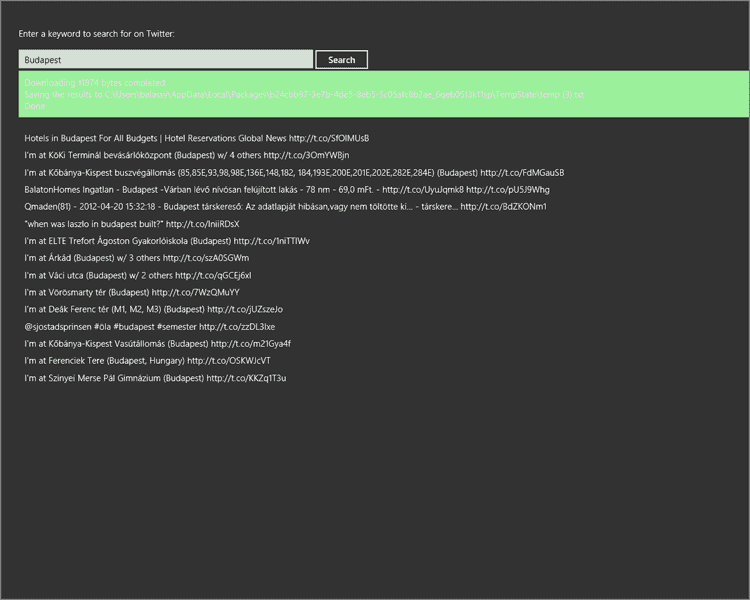 Enter a keyword to search for on Twitter:
Budapest
Search
Downloading 11974 bytes completed
Saving the results to
Done
Hotels in Budapest For All Budgets | Hotel Reservations Global News http://t.co/SfOlMUsB
I'm at KöKi Terminál bevásárlóközpont (Budapest) w/ 4 others http://t.co/3OmYWBjn
I'm at Kőbánya-Kispest buszvégállomás (85,85E,93,98,98E,136E,148,182, 184,193E,200E,201E,202E,282E,284E) (Budapest) http://t.co/FdMGauSB
BalatonHomes Ingatlan - Budapest -Várban lévő nívósan felújított lakás - 78 nm - 69,0 mFt. - http://t.co/UyuJqmk8 http://t.co/pU5J9Whg
Qmaden(81) - 2012-04-20 15:32:18 - Budapest társkereső: Az adatlapját hibásan,vagy nem töltötte ki... - társkere... http://t.co/8dZKONm1
"when was laszlo in budapest built?" http://t.co/IniiRDsX
I'm at ELTE Trefort Ágoston Gyakorlóiskola (Budapest) http://t.co/1niTTIWv
I'm at Árkád (Budapest) w/ 3 others http://t.co/szA0SGWm
I'm at Váci utca (Budapest) w/ 2 others http://t.co/qGCEj6xl
I'm at Vörösmarty tér (Budapest) http://t.co/7WzQMuYY
I'm at Deák Ferenc tér (M1, M2, M3) (Budapest) http://t.co/jUZszeJo
@sjostadsprinsen #öla #budapest #semester http://t.co/zzDL3lxe
I'm at Kőbánya-Kispest Vasútállomás (Budapest) http://t.co/m21Gya4f
I'm at Ferenciek Tere (Budapest, Hungary) http://t.co/OSKWJcVT
I'm at Szinyei Merse Pál Gimnázium (Budapest) http://t.co/KKZq1T3u